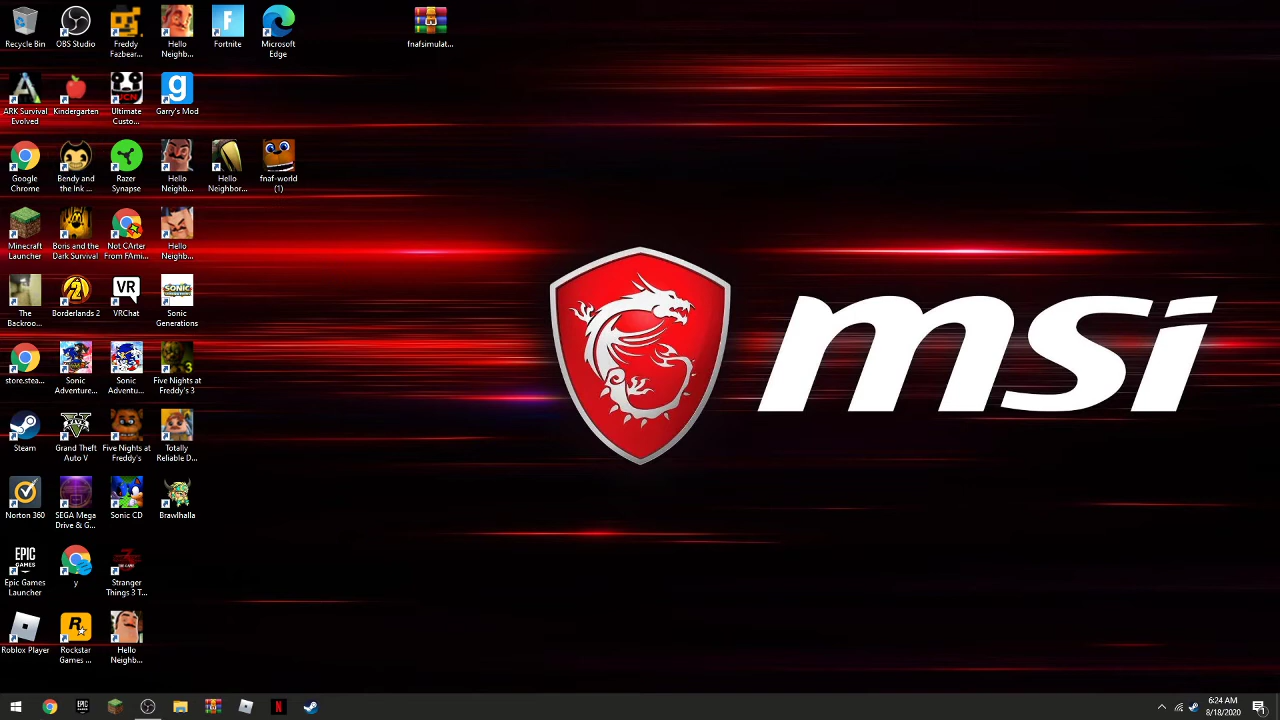 Recycle Bin
OBS Studio
Freddy
Fazbear...
Hello
Neighb...
Fortnite
Microsoft
Edge
fnafsimulat...
ARK Survival
Evolved
Kindergarten
Ultimate
Custo...
Garry's Mod
Google
Chrome
Bendy and
the Ink ...
Razer
Synapse
Hello
Neighb...
Hello
Neighbor...
fnaf-world
(1)
Minecraft
Launcher
Boris and the
Dark Survival
Not CArter
From FAmi...
Hello
Neighb...
The
Backroo...
Borderlands 2
VR
VRChat
Sonic
Generations
store.stea...
Sonic
Adventure...
Sonic
Adventu...
3
Five Nights at
Freddy's 3
Steam
Grand Theft
Auto V
Five Nights at
Freddy's
Totally
Reliable D...
Norton 360
SEGA Mega
Drive & G...
Sonic CD
Brawlhalla
EPIC
GAMES
Epic Games
Launcher
y
Stranger
Things 3 T...
Roblox Player
Rockstar
Games ...
Hello
Neighb...
msi
6:24 AM
8/18/2020